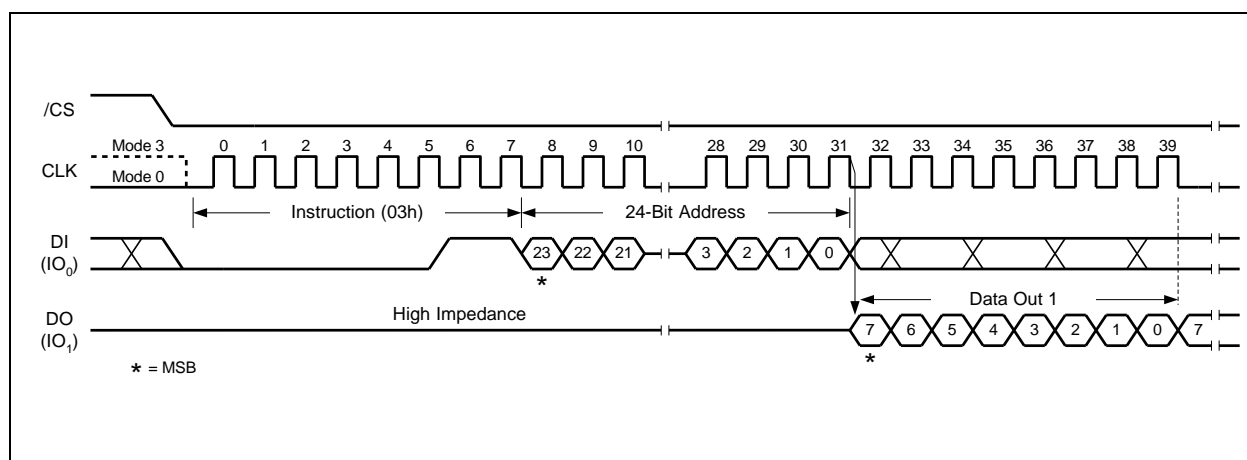 /CS
Mode 3
0 1 2 3 4 5 6 7 8 9 10 28 29 30 31 32 33 34 35 36 37 38 39
CLK
Mode 0
Instruction (03h)
24-Bit Address
DI
(IO0)
23 22 21 3 2 1 0
*
Data Out 1
High Impedance
DO
(IO1)
7 6 5 4 3 2 1 0 7
*
* = MSB